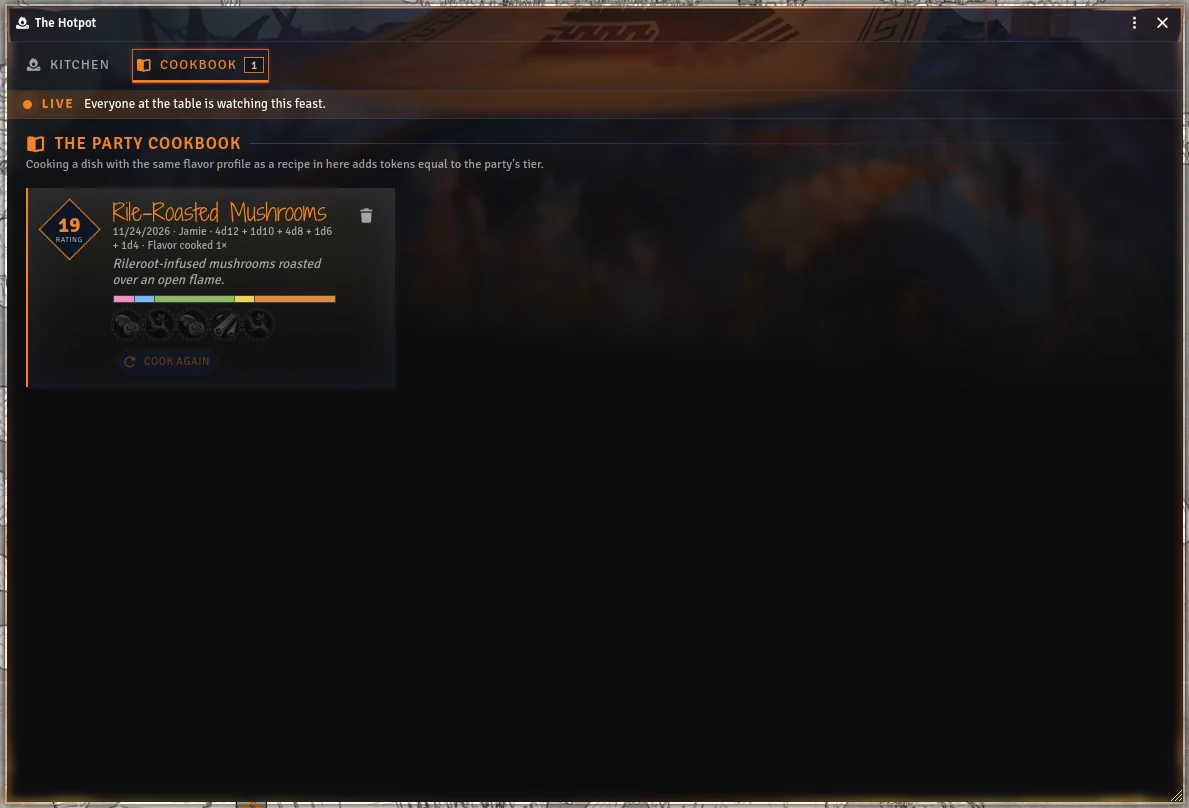 The Hotpot
KITCHEN
COOKBOOK 1
LIVE Everyone at the table is watching this feast.
THE PARTY COOKBOOK
Cooking a dish with the same flavor profile as a recipe in here adds tokens equal to the party's tier.
19
RATING
Rile-Roasted Mushrooms
11/24/2026 · Jamie · 4d12 + 1d10 + 4d8 + 1d6
+ 1d4 · Flavor cooked 1×
Rileroot-infused mushrooms roasted
over an open flame.
COOK AGAIN